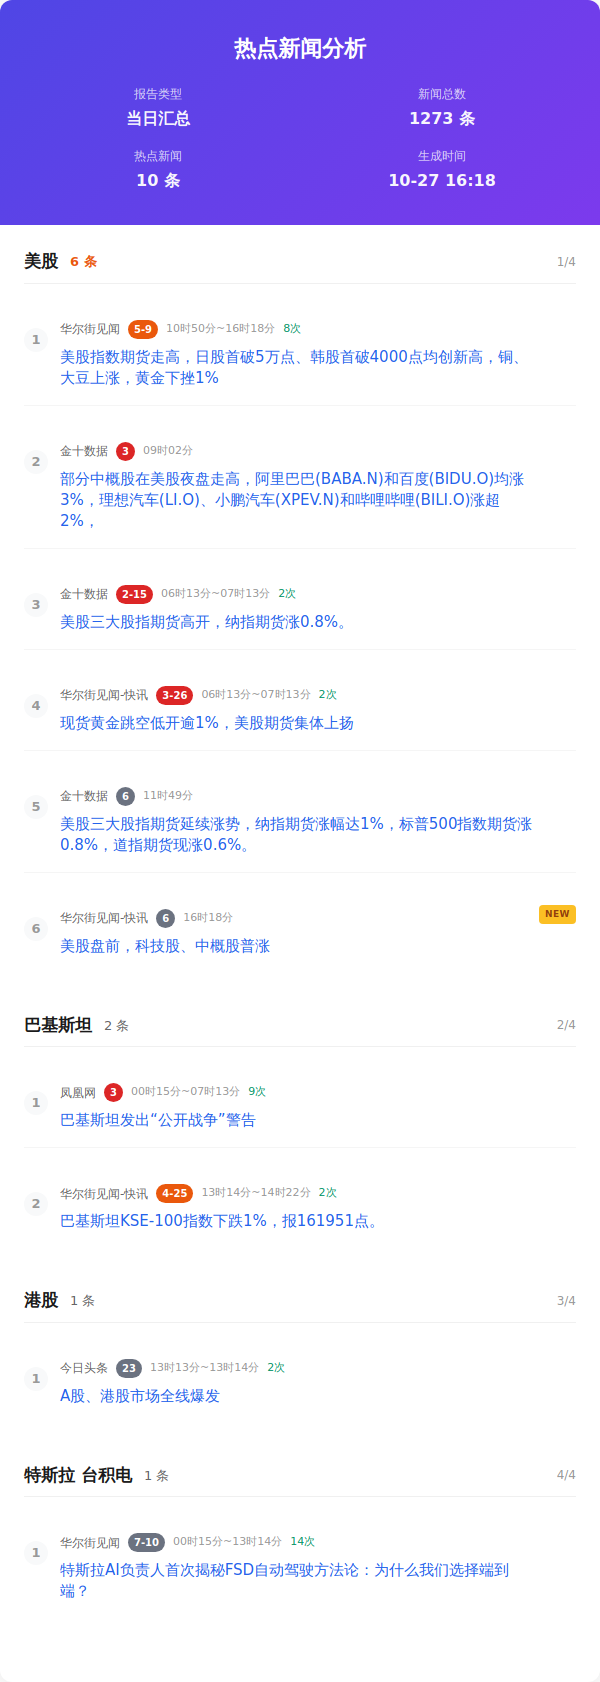 热点新闻分析
报告类型
新闻总数
当日汇总
1273 条
热点新闻
生成时间
10 条
10-27 16:18
美股 6 条 1/4
1
华尔街见闻 5-9 10时50分~16时18分 8次
美股指数期货走高，日股首破5万点、韩股首破4000点均创新高，铜、
大豆上涨，黄金下挫1%
2
金十数据 3 09时02分
部分中概股在美股夜盘走高，阿里巴巴(BABA.N)和百度(BIDU.O)均涨
3%，理想汽车(LI.O)、小鹏汽车(XPEV.N)和哔哩哔哩(BILI.O)涨超
2%，
3
金十数据 2-15 06时13分~07时13分 2次
美股三大股指期货高开，纳指期货涨0.8%。
4
华尔街见闻-快讯 3-26 06时13分~07时13分 2次
现货黄金跳空低开逾1%，美股期货集体上扬
5
金十数据 6 11时49分
美股三大股指期货延续涨势，纳指期货涨幅达1%，标普500指数期货涨
0.8%，道指期货现涨0.6%。
6
华尔街见闻-快讯 6 16时18分 NEW
美股盘前，科技股、中概股普涨
巴基斯坦 2 条 2/4
1
凤凰网 3 00时15分~07时13分 9次
巴基斯坦发出“公开战争”警告
2
华尔街见闻-快讯 4-25 13时14分~14时22分 2次
巴基斯坦KSE-100指数下跌1%，报161951点。
港股 1 条 3/4
1
今日头条 23 13时13分~13时14分 2次
A股、港股市场全线爆发
特斯拉 台积电 1 条 4/4
1
华尔街见闻 7-10 00时15分~13时14分 14次
特斯拉AI负责人首次揭秘FSD自动驾驶方法论：为什么我们选择端到
端？